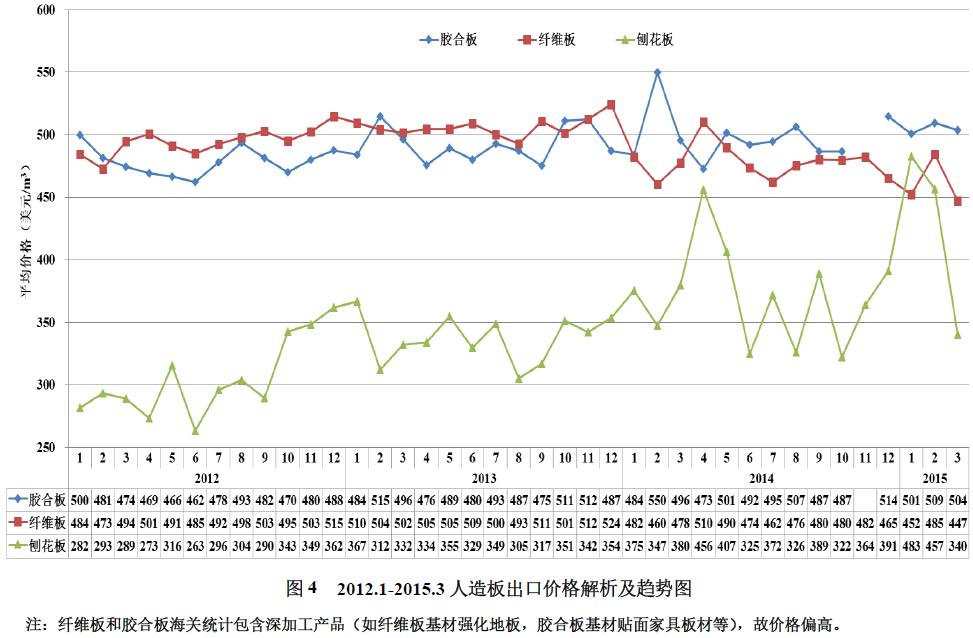 600
550
500
450
400
350
300
250
平均价格（美元/m³）
胶合板 纤维板 刨花板
1 2 3 4 5 6 7 8 9 10 11 12 1 2 3 4 5 6 7 8 9 10 11 12 1 2 3 4 5 6 7 8 9 10 11 12 1 2 3
2012 2013 2014 2015
胶合板 500 481 474 469 466 462 478 493 482 470 480 488 484 515 496 476 489 480 493 487 475 511 512 487 484 550 496 473 501 492 495 507 487 487 514 501 509 504
纤维板 484 473 494 501 491 485 492 498 503 495 503 515 510 504 502 505 505 509 500 493 511 501 512 524 482 460 478 510 490 474 462 476 480 480 482 465 452 485 447
刨花板 282 293 289 273 316 263 296 304 290 343 349 362 367 312 332 334 355 329 349 305 317 351 342 354 375 347 380 456 407 325 372 326 389 322 364 391 483 457 340
图 4 2012.1-2015.3 人造板出口价格解析及趋势图
注：纤维板和胶合板海关统计包含深加工产品（如纤维板基材强化地板，胶合板基材贴面家具板材等），故价格偏高。